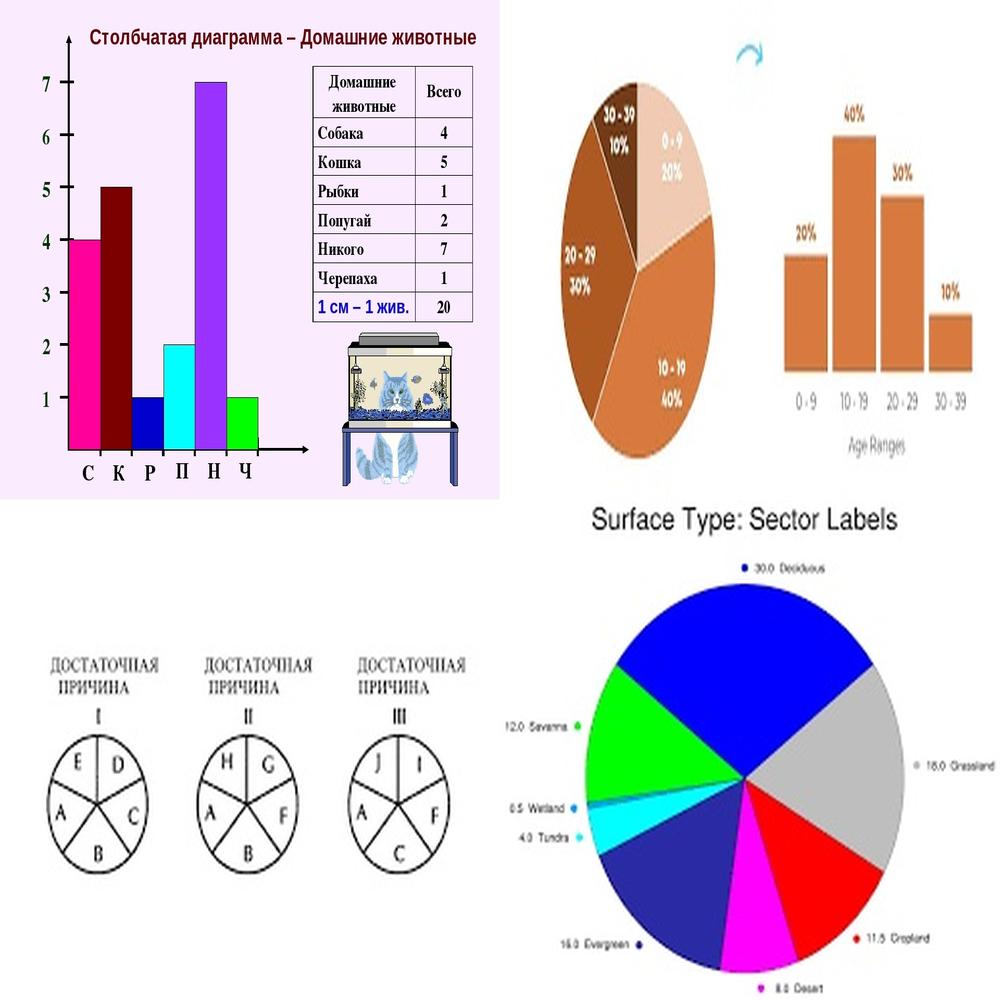 Столбчатая диаграмма – Домашние животные
7
6
5
4
3
2
1
С К Р П Н Ч
Домашние животные Всего
Собака 4
Кошка 5
Рыбки 1
Попугай 2
Никого 7
Черепаха 1
1 см – 1 жив. 20
30 - 39
10%
0 - 9
20%
20 - 29
30%
10 - 19
40%
20%
40%
30%
10%
0 - 9 10 - 19 20 - 29 30 - 39
Age Ranges
ДОСТАТОЧНАЯ
ПРИЧИНА
I
E D
A C
B
ДОСТАТОЧНАЯ
ПРИЧИНА
II
H G
A F
B
ДОСТАТОЧНАЯ
ПРИЧИНА
III
J I
A F
C
Surface Type: Sector Labels
30.0 Deciduous
12.0 Savanna
18.0 Grassland
0.5 Wetland
4.0 Tundra
16.0 Evergreen
11.5 Cropland
8.0 Desert